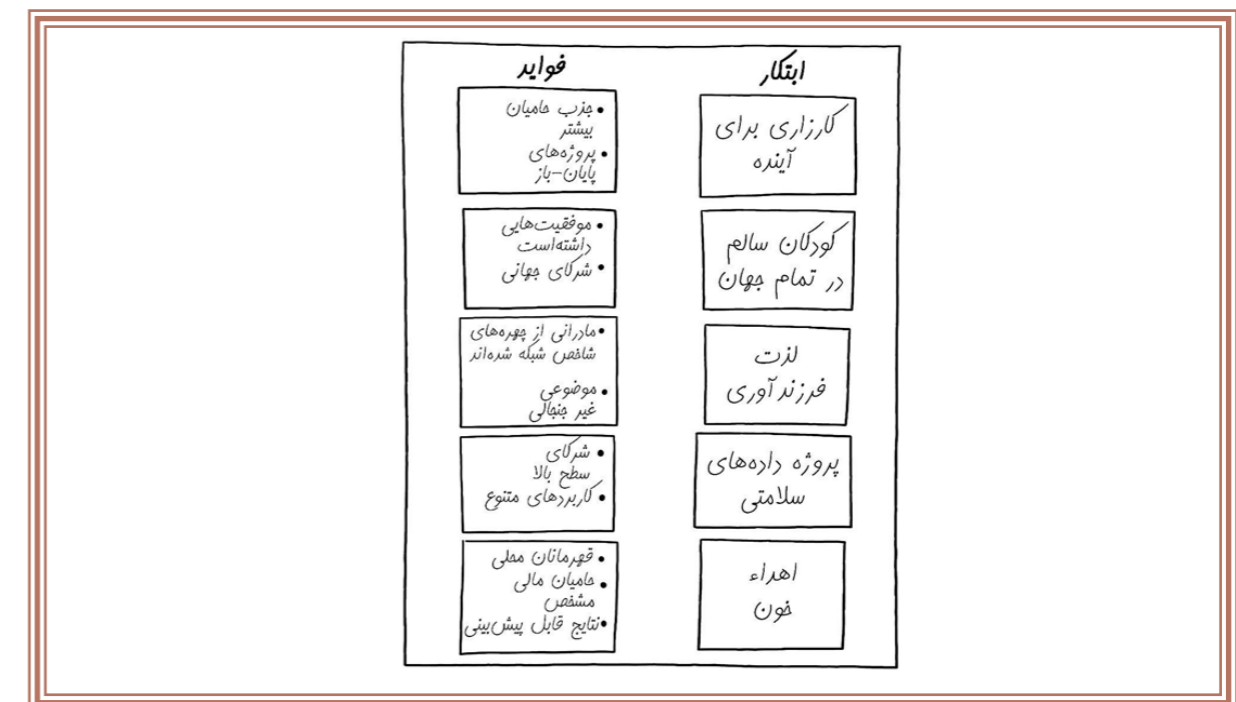 ابتکار
فواید
کارزاری برای
آینده
• جذب حامیان
بیشتر
• پروژه‌های
پایان-باز
کودکان سالم
در تمام جهان
• موفقیت‌هایی
داشته‌است
• شرکای جهانی
لذت
فرزندآوری
• مادرانی از چهره‌های
شاخص شبکه شده‌اند
• موضوعی
غیر جنجالی
پروژه داده‌های
سلامتی
• شرکای
سطح بالا
• کاربردهای متنوع
اهداء
خون
• قهرمانان محلی
• حامیان مالی
مشخص
• نتایج قابل پیش‌بینی